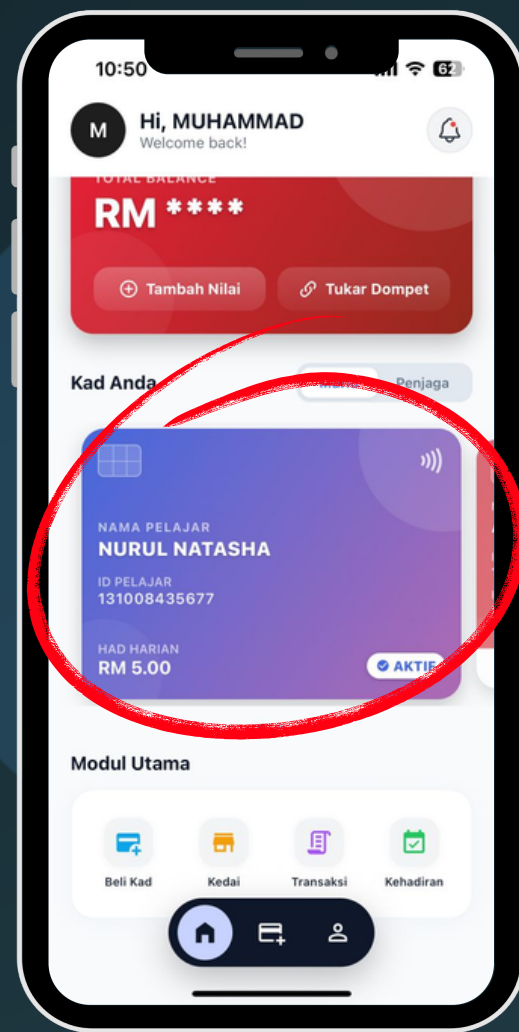 10:50
62
M
Hi, MUHAMMAD
Welcome back!
TOTAL BALANCE
RM ****
Tambah Nilai
Tukar Dompet
Kad Anda
Penjaga
NAMA PELAJAR
NURUL NATASHA
ID PELAJAR
131008435677
HAD HARIAN
RM 5.00
AKTIF
Modul Utama
Beli Kad
Kedai
Transaksi
Kehadiran